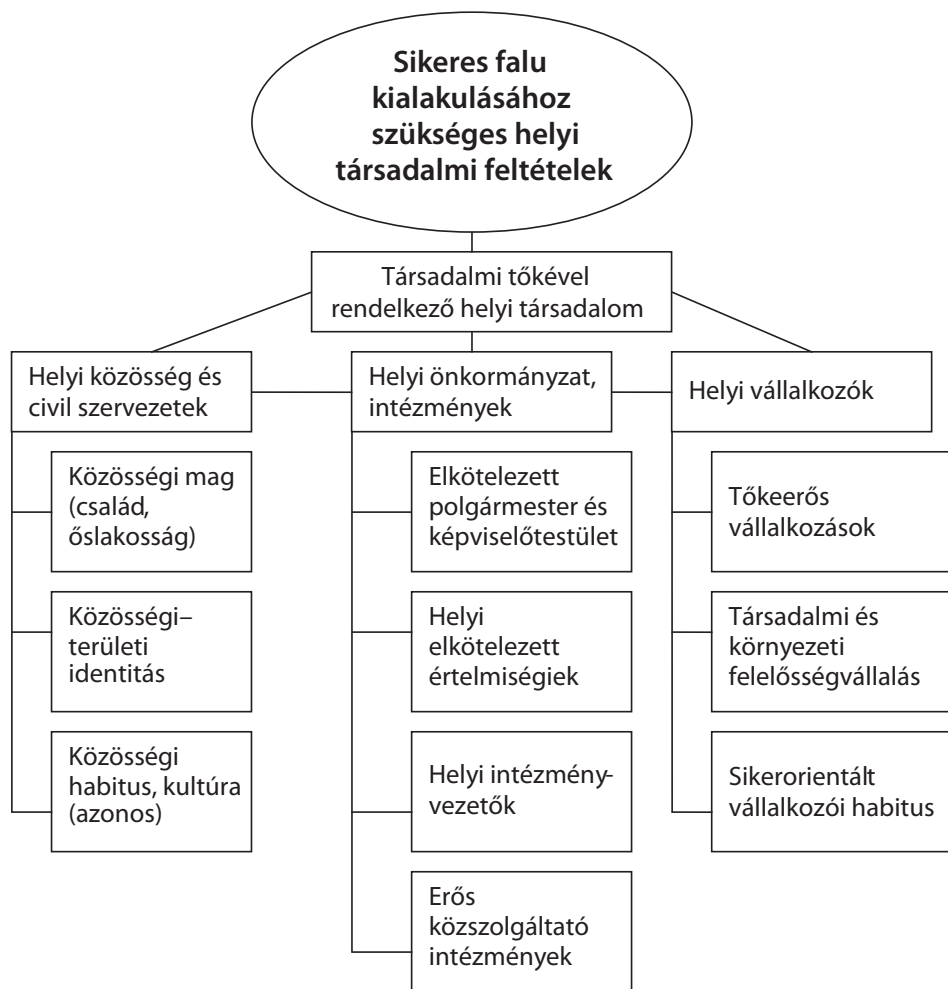 Sikeres falu
kialakulásához
szükséges helyi
társadalmi feltételek
Társadalmi tőkével
rendelkező helyi társadalom
Helyi közösség és
civil szervezetek
Helyi önkormányzat,
intézmények
Helyi vállalkozók
Közösségi mag
(család,
őslakosság)
Közösségi–
területi
identitás
Közösségi
habitus, kultúra
(azonos)
Elkötelezett
polgármester és
képviselőtestület
Helyi
elkötelezett
értelmiségiek
Helyi intézmény-
vezetők
Erős
közszolgáltató
intézmények
Tőkeerős
vállalkozások
Társadalmi és
környezeti
felelősségvállalás
Sikerorientált
vállalkozói habitus